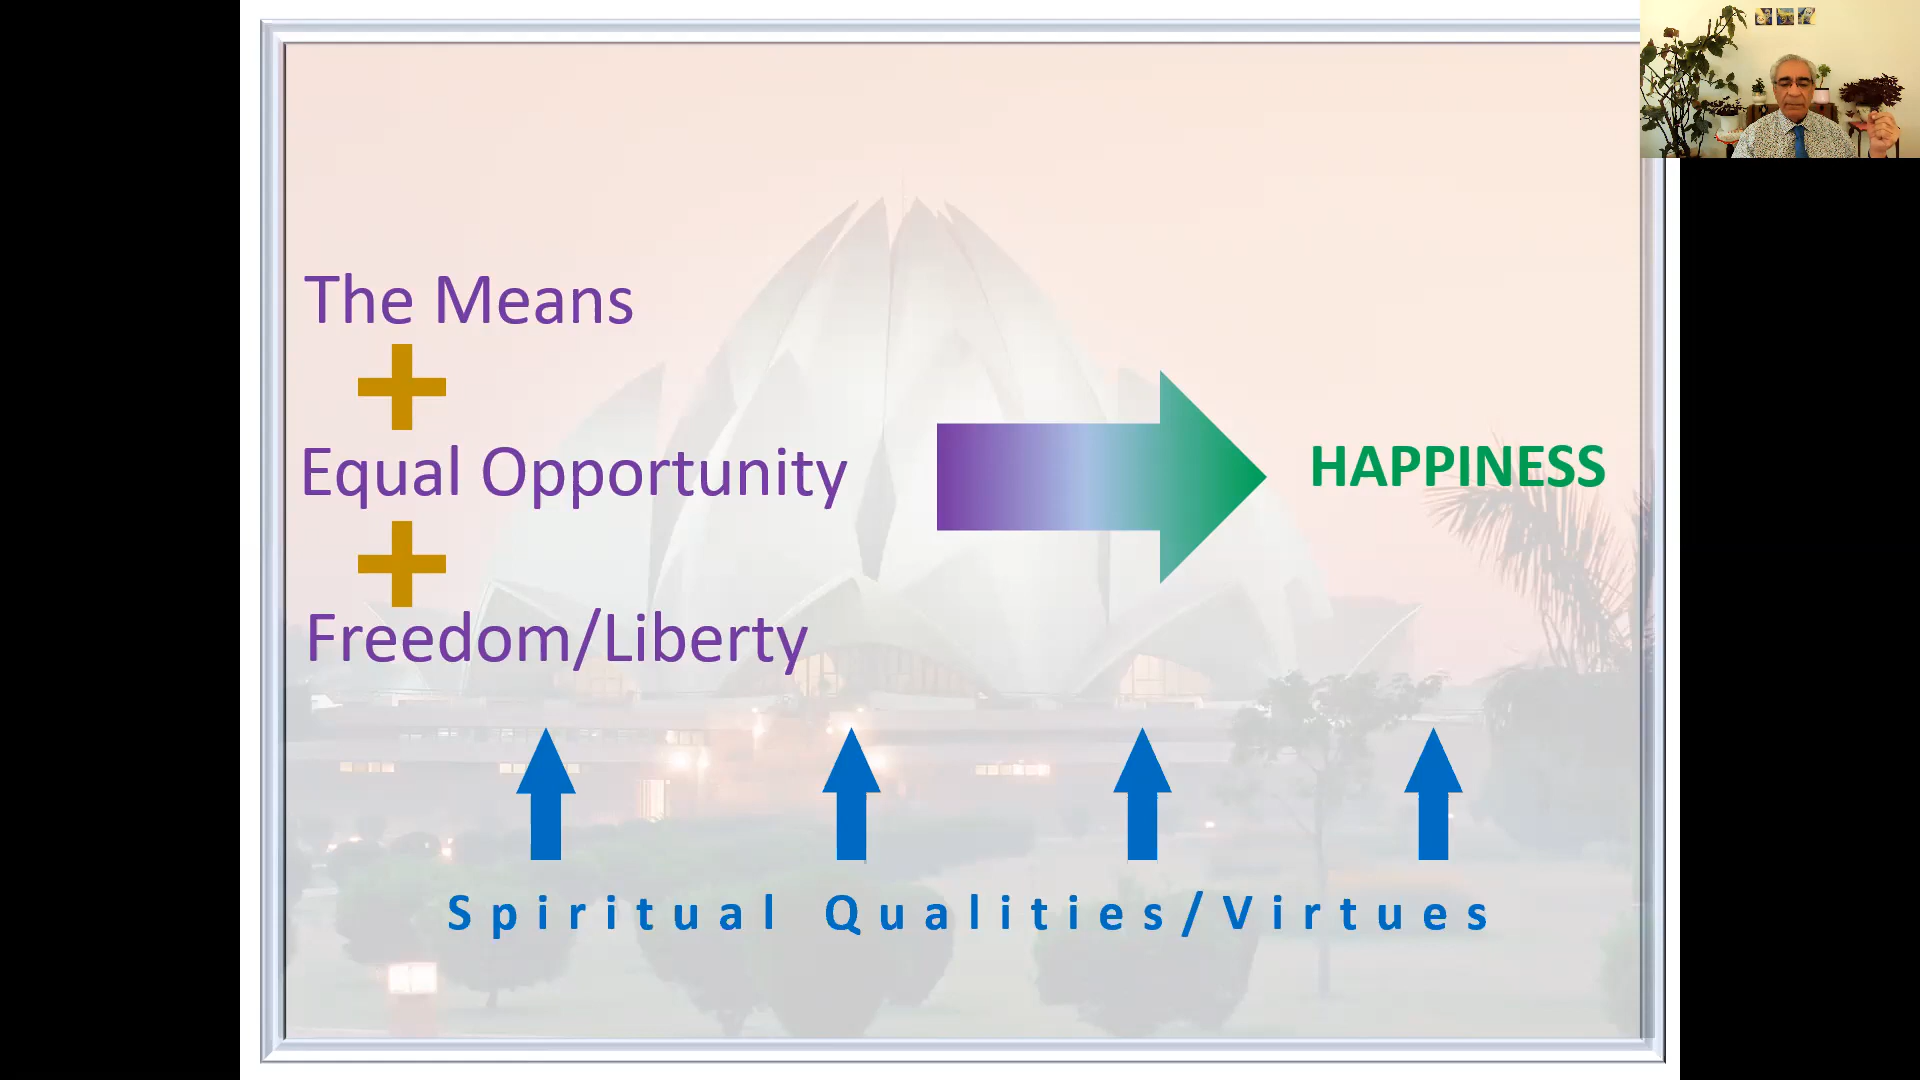 The Means
+
Equal Opportunity
+
Freedom/Liberty
HAPPINESS
Spiritual Qualities/Virtues